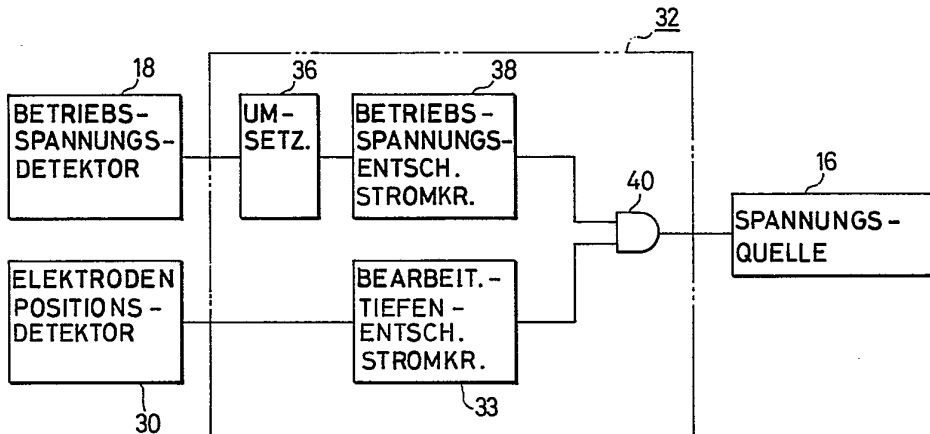 32
18
BETRIEBS-
SPANNUNGS-
DETEKTOR
36
UM-
SETZ.
38
BETRIEBS-
SPANNUNGS-
ENTSCH.
STROMKR.
40
16
SPANNUNGS-
QUELLE
ELEKTRODEN
POSITIONS-
DETEKTOR
30
BEARBEIT.-
TIEFEN-
ENTSCH.
STROMKR.
33